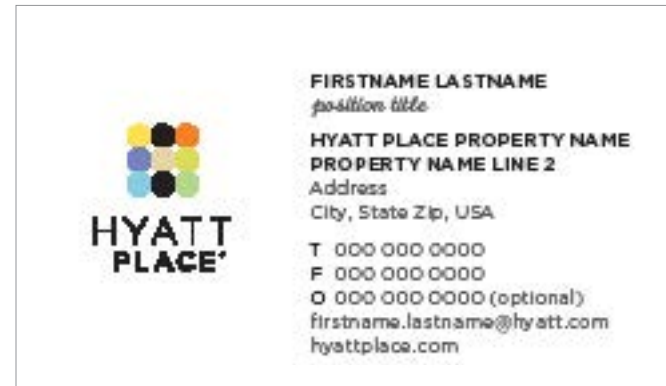 HYATT
PLACE®
FIRSTNAME LASTNAME
position title
HYATT PLACE PROPERTY NAME
PROPERTY NAME LINE 2
Address
City, State Zip, USA
T 000 000 0000
F 000 000 0000
O 000 000 0000 (optional)
firstname.lastname@hyatt.com
hyattplace.com